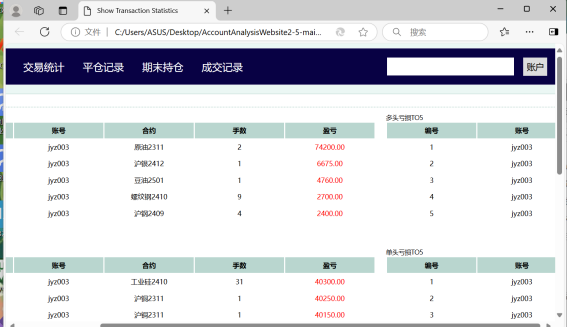 Show Transaction Statistics
文件 C:/Users/ASUS/Desktop/AccountAnalysisWebsite2-5-mai... 搜索
交易统计 平仓记录 期末持仓 成交记录 账户
多头亏损TO5
账号 合约 手数 盈亏 编号 账号
jyz003 原油2311 2 74200.00 1 jyz003
jyz003 沪银2412 1 6675.00 2 jyz003
jyz003 豆油2501 1 4760.00 3 jyz003
jyz003 螺纹钢2410 9 2700.00 4 jyz003
jyz003 沪铜2409 4 2400.00 5 jyz003
单头亏损TO5
账号 合约 手数 盈亏 编号 账号
jyz003 工业硅2410 31 40300.00 1 jyz003
jyz003 沪铜2311 1 40250.00 2 jyz003
jyz003 沪铜2311 1 40150.00 3 jyz003